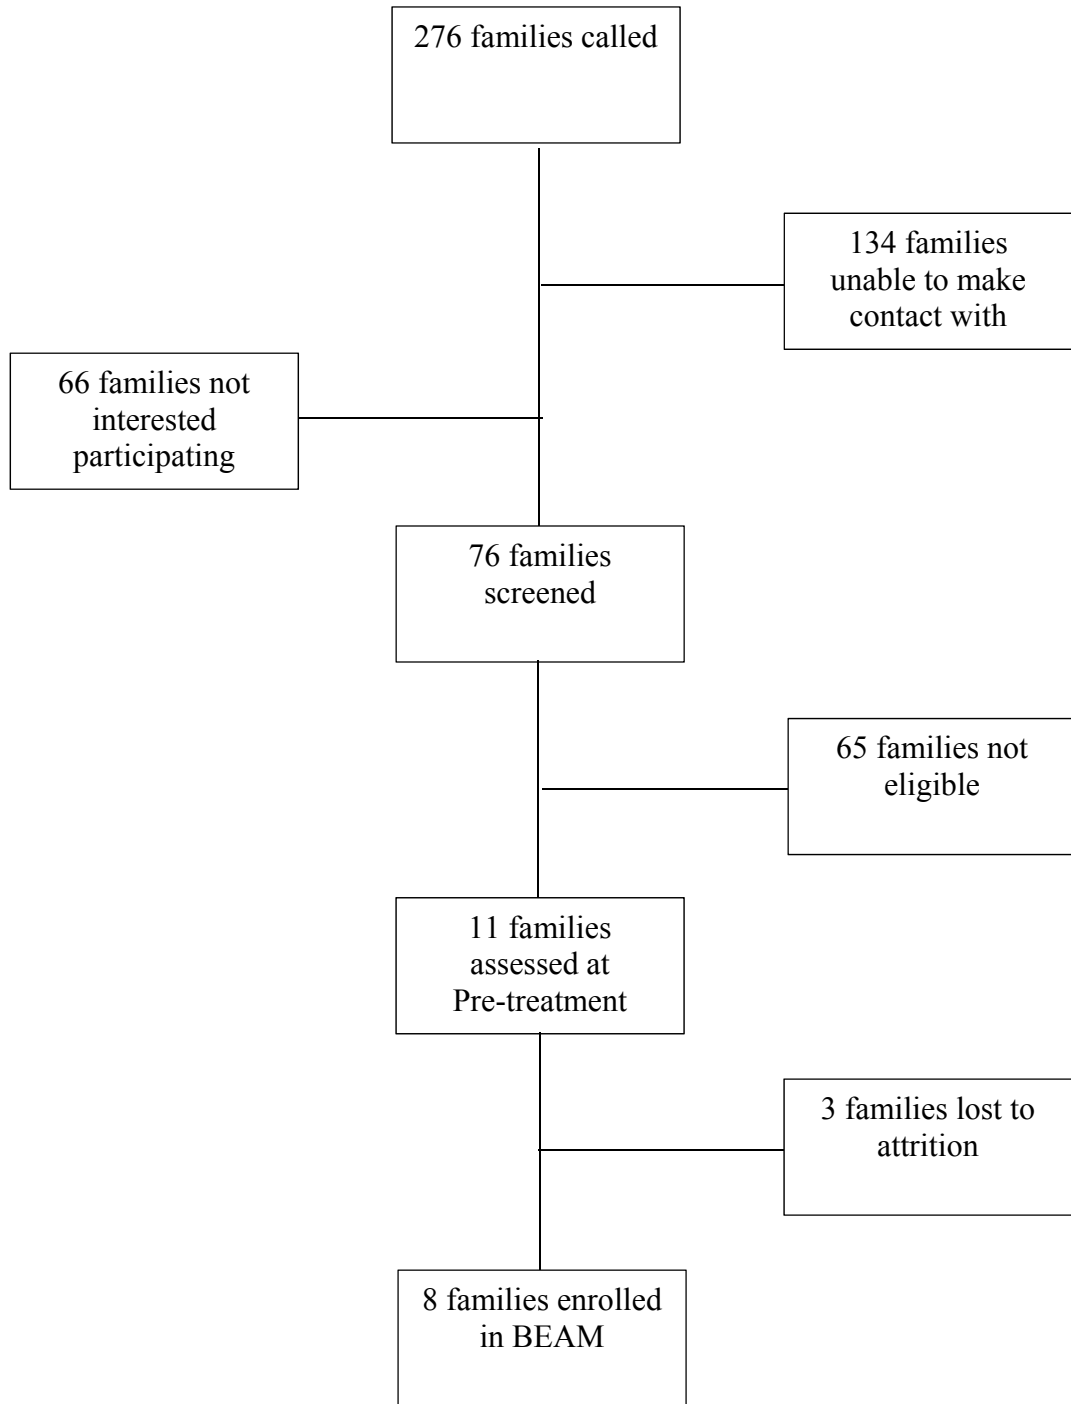 276 families called
134 families
unable to make
contact with
66 families not
interested
participating
76 families
screened
65 families not
eligible
11 families
assessed at
Pre-treatment
3 families lost to
attrition
8 families enrolled
in BEAM